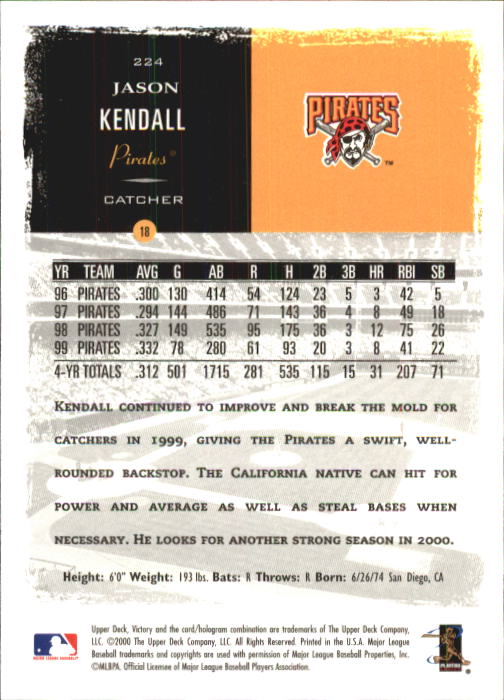 224
JASON
KENDALL
Pirates®
CATCHER
18
PIRATES
™
YR TEAM AVG G AB R H 2B 3B HR RBI SB
96 PIRATES .300 130 414 54 124 23 5 3 42 5
97 PIRATES .294 144 486 71 143 36 4 8 49 18
98 PIRATES .327 149 535 95 175 36 3 12 75 26
99 PIRATES .332 78 280 61 93 20 3 8 41 22
4-YR TOTALS .312 501 1715 281 535 115 15 31 207 71
KENDALL CONTINUED TO IMPROVE AND BREAK THE MOLD FOR
CATCHERS IN 1999, GIVING THE PIRATES A SWIFT, WELL-
ROUNDED BACKSTOP. THE CALIFORNIA NATIVE CAN HIT FOR
POWER AND AVERAGE AS WELL AS STEAL BASES WHEN
NECESSARY. HE LOOKS FOR ANOTHER STRONG SEASON IN 2000.
Height: 6'0" Weight: 193 lbs. Bats: R Throws: R Born: 6/26/74 San Diego, CA
Upper Deck, Victory and the card/hologram combination are trademarks of The Upper Deck Company,
LLC. ©2000 The Upper Deck Company, LLC. All Rights Reserved. Printed in the U.S.A. Major League
Baseball trademarks and copyrights are used with permission of Major League Baseball Properties, Inc.
©MLBPA. Official Licensee of Major League Baseball Players Association.
MAJOR LEAGUE BASEBALL